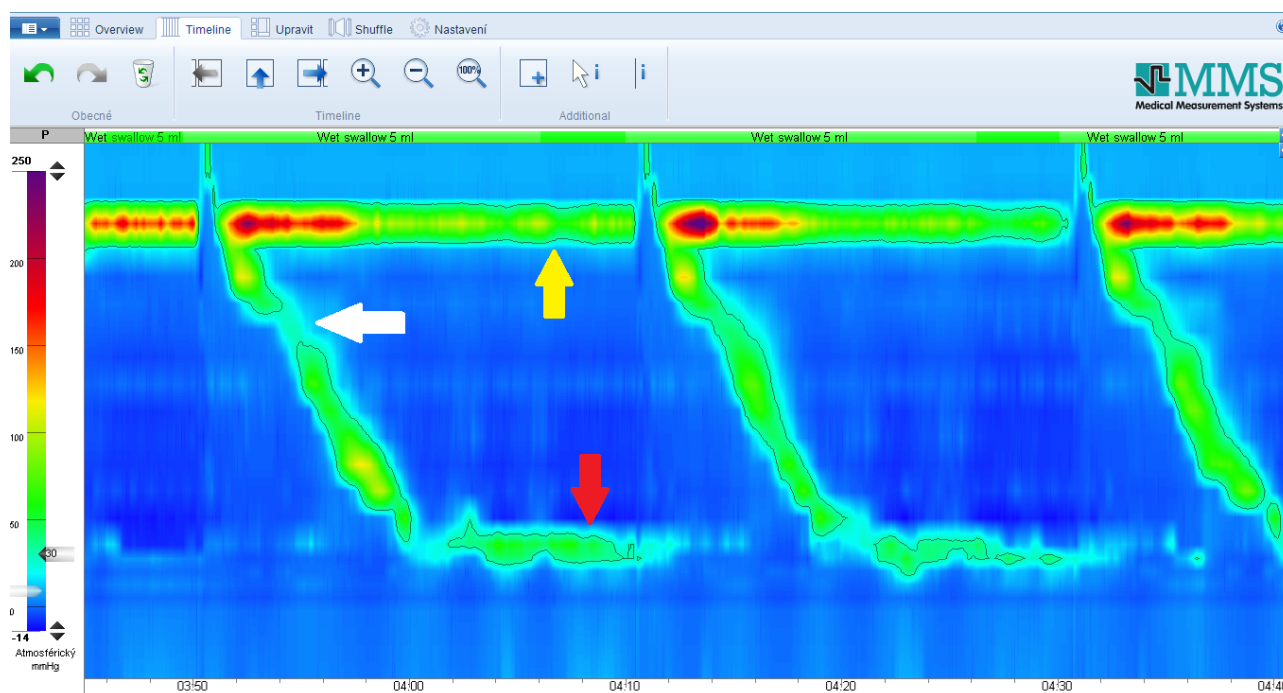 Overview Timeline Upravit Shuffle Nastavení
100%
i i
Obecné Timeline Additional
MMS
Medical Measurement Systems
P Wet swallow 5 ml Wet swallow 5 ml Wet swallow 5 ml Wet swallow 5 ml
250
200
150
100
50
30
0
-14
Atmosférický
mmHg
03:50 04:00 04:10 04:20 04:30